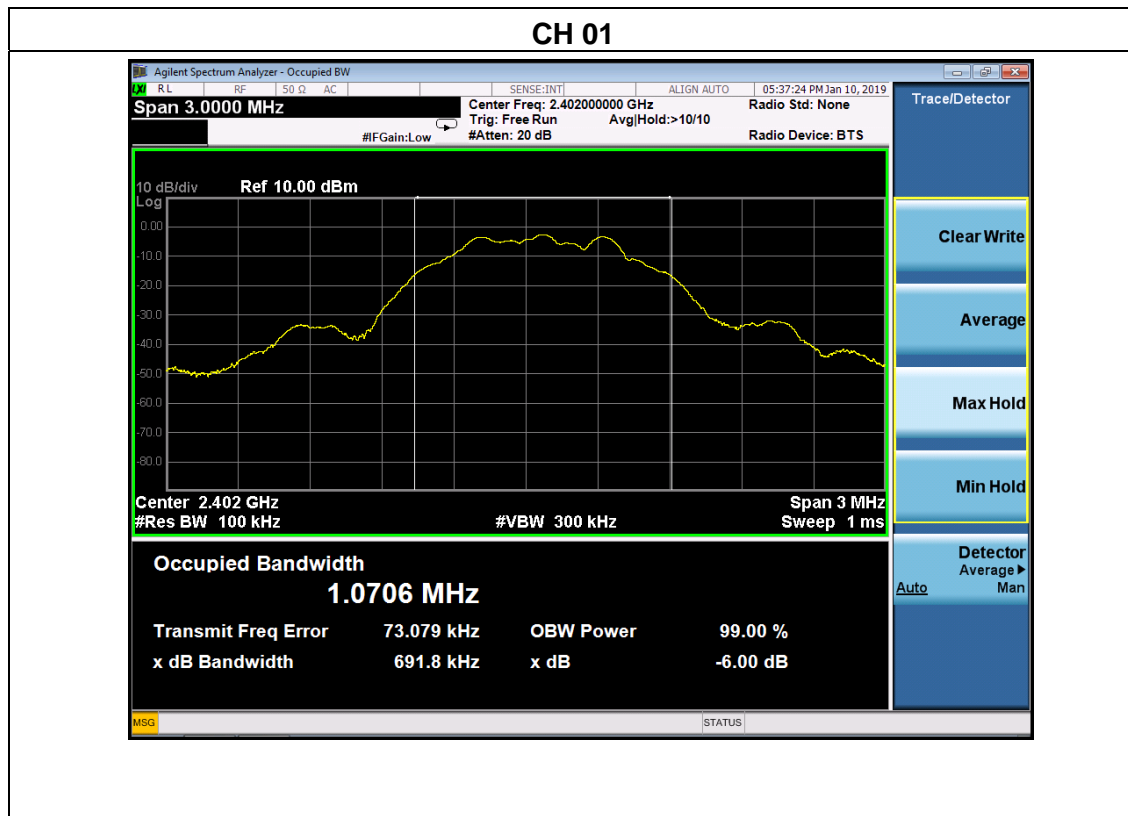 CH 01
Agilent Spectrum Analyzer - Occupied BW
LXI RL RF 50 Ω AC SENSE:INT ALIGN AUTO 05:37:24 PM Jan 10, 2019
Span 3.0000 MHz
Center Freq: 2.402000000 GHz
Radio Std: None
Trig: Free Run
Avg|Hold:>10/10
#IFGain:Low
#Atten: 20 dB
Radio Device: BTS
10 dB/div
Ref 10.00 dBm
Log
0.00
-10.0
-20.0
-30.0
-40.0
-50.0
-60.0
-70.0
-80.0
Center 2.402 GHz
Span 3 MHz
#Res BW 100 kHz
#VBW 300 kHz
Sweep 1 ms
Occupied Bandwidth
1.0706 MHz
Transmit Freq Error 73.079 kHz OBW Power 99.00 %
x dB Bandwidth 691.8 kHz x dB -6.00 dB
MSG
STATUS
Trace/Detector
Clear Write
Average
Max Hold
Min Hold
Detector
Average
Auto Man